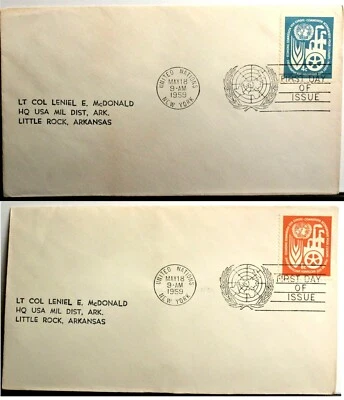 UNITED NATIONS
MAY 18
9-AM
1959
NEW YORK
FIRST DAY
OF
ISSUE
LT COL LENIEL E. McDONALD
HQ USA MIL DIST, ARK.
LITTLE ROCK, ARKANSAS
UNITED NATIONS
MAY 18
9-AM
1959
NEW YORK
FIRST DAY
OF
ISSUE
LT COL LENIEL E. McDONALD
HQ USA MIL DIST, ARK.
LITTLE ROCK, ARKANSAS